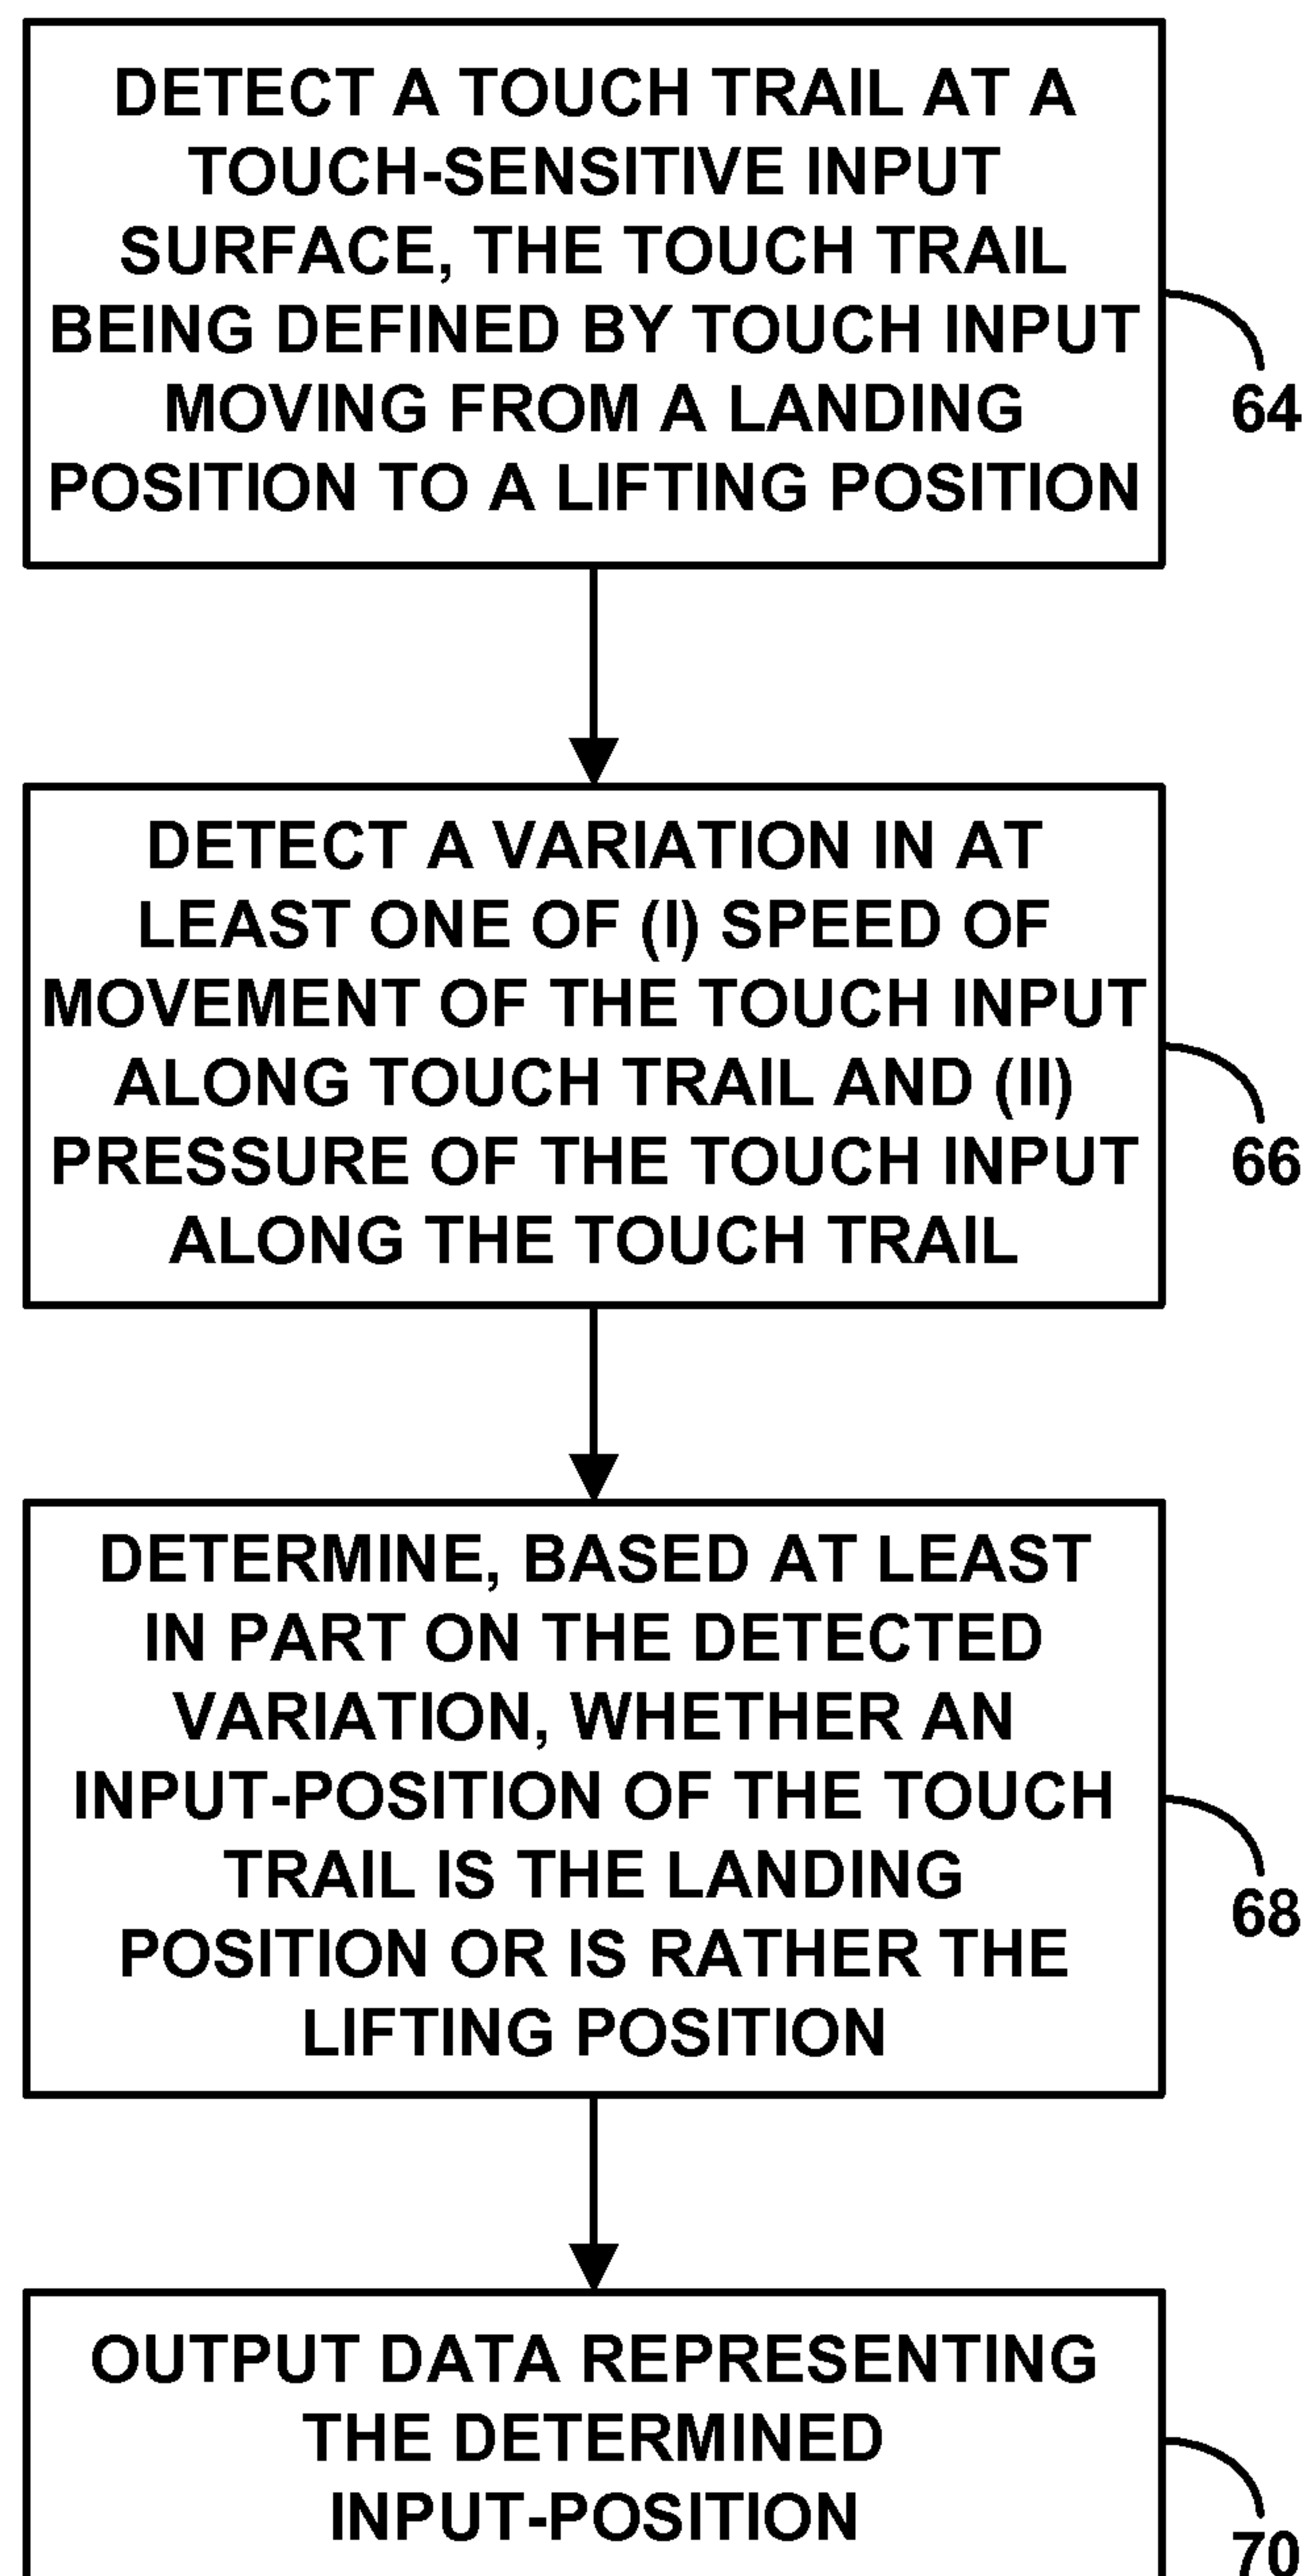 DETECT A TOUCH TRAIL AT A
TOUCH-SENSITIVE INPUT
SURFACE, THE TOUCH TRAIL
BEING DEFINED BY TOUCH INPUT
MOVING FROM A LANDING
POSITION TO A LIFTING POSITION
64
DETECT A VARIATION IN AT
LEAST ONE OF (I) SPEED OF
MOVEMENT OF THE TOUCH INPUT
ALONG TOUCH TRAIL AND (II)
PRESSURE OF THE TOUCH INPUT
ALONG THE TOUCH TRAIL
66
DETERMINE, BASED AT LEAST
IN PART ON THE DETECTED
VARIATION, WHETHER AN
INPUT-POSITION OF THE TOUCH
TRAIL IS THE LANDING
POSITION OR IS RATHER THE
LIFTING POSITION
68
OUTPUT DATA REPRESENTING
THE DETERMINED
INPUT-POSITION
70